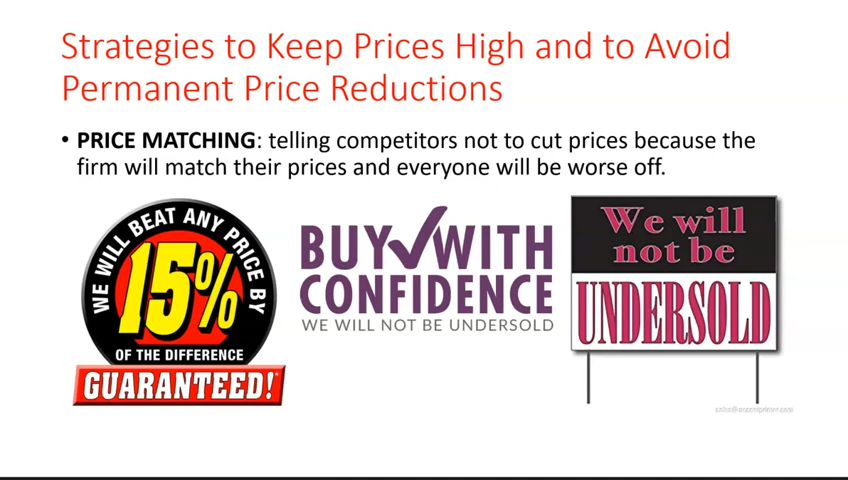 Strategies to Keep Prices High and to Avoid
Permanent Price Reductions
• PRICE MATCHING: telling competitors not to cut prices because the
firm will match their prices and everyone will be worse off.
WE WILL BEAT ANY PRICE BY
15%
OF THE DIFFERENCE
GUARANTEED!*
BUY WITH
CONFIDENCE
WE WILL NOT BE UNDERSOLD
We will
not be
UNDERSOLD